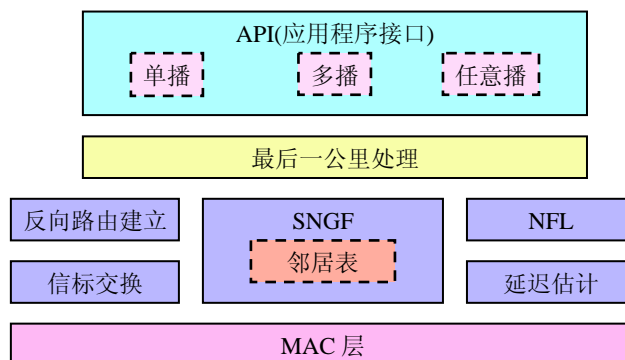 API(应用程序接口)
单播
多播
任意播
最后一公里处理
反向路由建立
SNGF
NFL
邻居表
信标交换
延迟估计
MAC 层